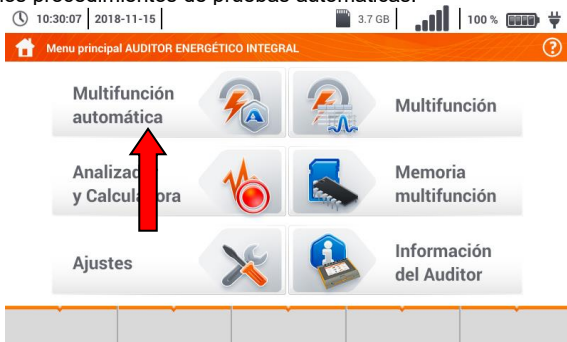 los procedimientos de pruebas automáticas.
10:30:07 2018-11-15 3.7 GB 100 %
Menu principal AUDITOR ENERGÉTICO INTEGRAL ?
Multifunción
automática
A
Multifunción
y Calculadora
Memoria
multifunción
Ajustes
Información
del Auditor